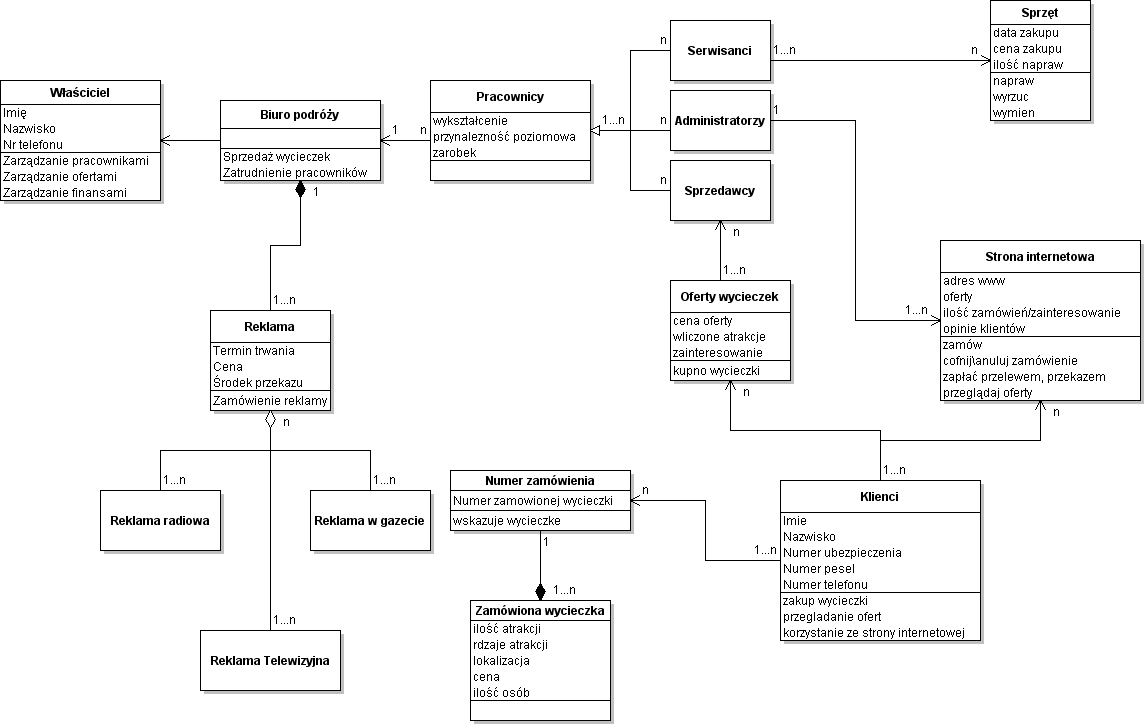 Sprzęt
data zakupu
cena zakupu
ilość napraw
napraw
wyrzuc
wymien
Serwisanci
n
1...n
n
Właściciel
Imię
Nazwisko
Nr telefonu
Zarządzanie pracownikami
Zarządzanie ofertami
Zarządzanie finansami
Biuro podróży
Sprzedaż wycieczek
Zatrudnienie pracowników
1
1
n
Pracownicy
wykształcenie
przynalezność poziomowa
zarobek
1...n
n
Administratorzy
1
n
Sprzedawcy
n
1...n
Oferty wycieczek
cena oferty
wliczone atrakcje
zainteresowanie
kupno wycieczki
n
Strona internetowa
adres www
oferty
ilość zamówień/zainteresowanie
opinie klientów
zamów
cofnij\anuluj zamówienie
zapłać przelewem, przekazem
przeglądaj oferty
1...n
n
1...n
Reklama
Termin trwania
Cena
Środek przekazu
Zamówienie reklamy
n
1...n
Reklama radiowa
1...n
Reklama w gazecie
1...n
Reklama Telewizyjna
Numer zamówienia
Numer zamowionej wycieczki
wskazuje wycieczke
n
1
1...n
Zamówiona wycieczka
ilość atrakcji
rdzaje atrakcji
lokalizacja
cena
ilość osób
1...n
1...n
Klienci
Imie
Nazwisko
Numer ubezpieczenia
Numer pesel
Numer telefonu
zakup wycieczki
przegladanie ofert
korzystanie ze strony internetowej